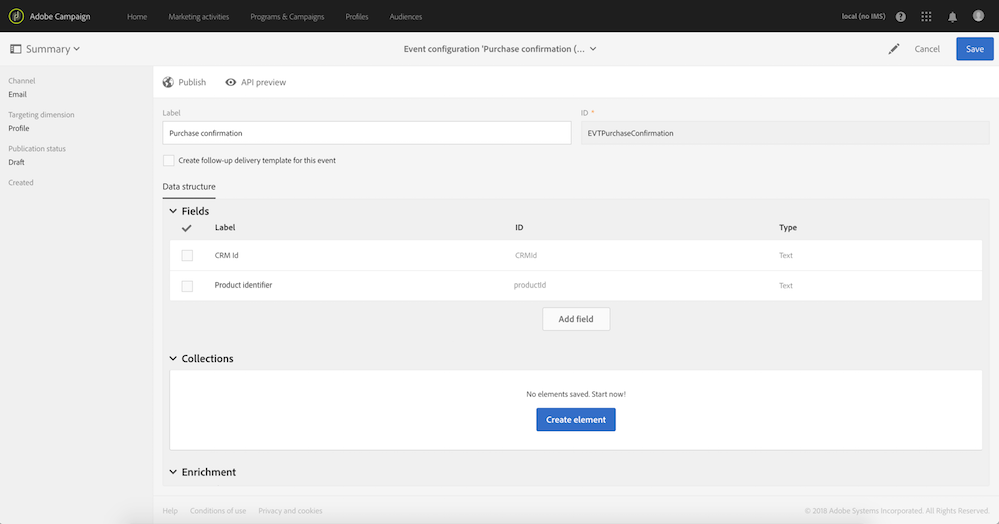 Adobe Campaign Home Marketing activities Programs & Campaigns Profiles Audiences local (no IMS)
Summary Event configuration 'Purchase confirmation (... Cancel Save
Channel
Email
Targeting dimension
Profile
Publication status
Draft
Created
Publish API preview
Label ID *
Purchase confirmation EVTPurchaseConfirmation
Create follow-up delivery template for this event
Data structure
Fields
Label ID Type
CRM Id CRMId Text
Product identifier productId Text
Add field
Collections
No elements saved. Start now!
Create element
Enrichment
Help Conditions of use Privacy and cookies © 2018 Adobe Systems Incorporated. All Rights Reserved.